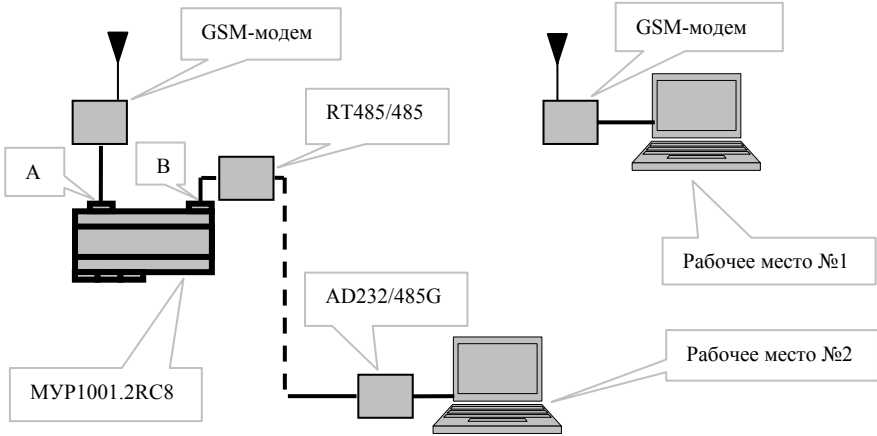 GSM-модем
GSM-модем
RT485/485
A
B
Рабочее место №1
AD232/485G
Рабочее место №2
МУР1001.2RC8